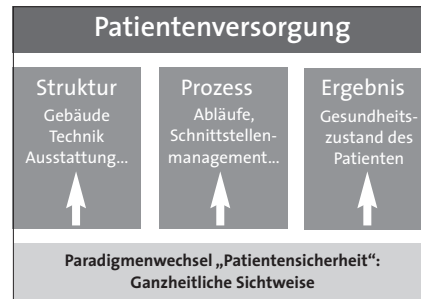 Patientenversorgung
Struktur
Gebäude
Technik
Ausstattung...
Prozess
Abläufe,
Schnittstellen-
management...
Ergebnis
Gesundheits-
zustand des
Patienten
Paradigmenwechsel „Patientensicherheit“:
Ganzheitliche Sichtweise